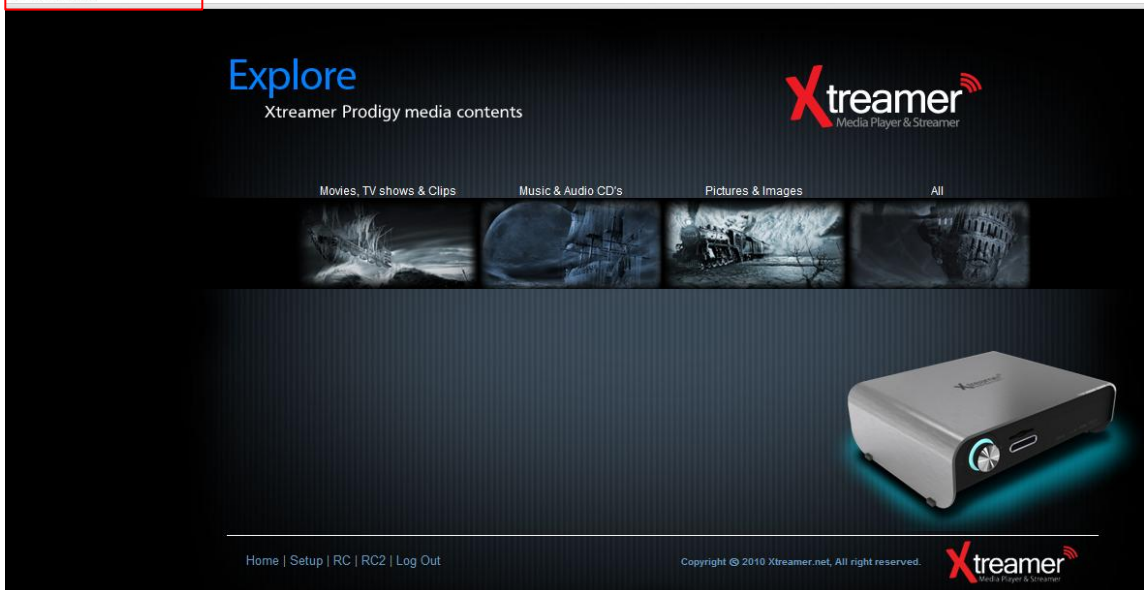 Explore
Xtreamer Prodigy media contents
Xtreamer
Media Player & Streamer
Movies, TV shows & Clips
Music & Audio CD's
Pictures & Images
All
Xtreamer
Home | Setup | RC | RC2 | Log Out
Copyright © 2010 Xtreamer.net, All right reserved.
Xtreamer
Media Player & Streamer